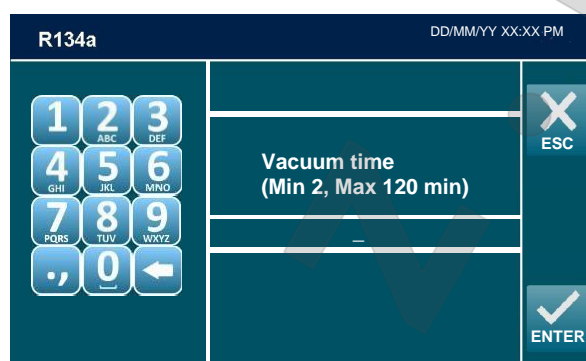 R134a
DD/MM/YY XX:XX PM
1 2 3
ABC DEF
4 5 6
GHI JKL MNO
7 8 9
PQRS TUV WXYZ
., 0
Vacuum time
(Min 2, Max 120 min)
_
ESC
ENTER